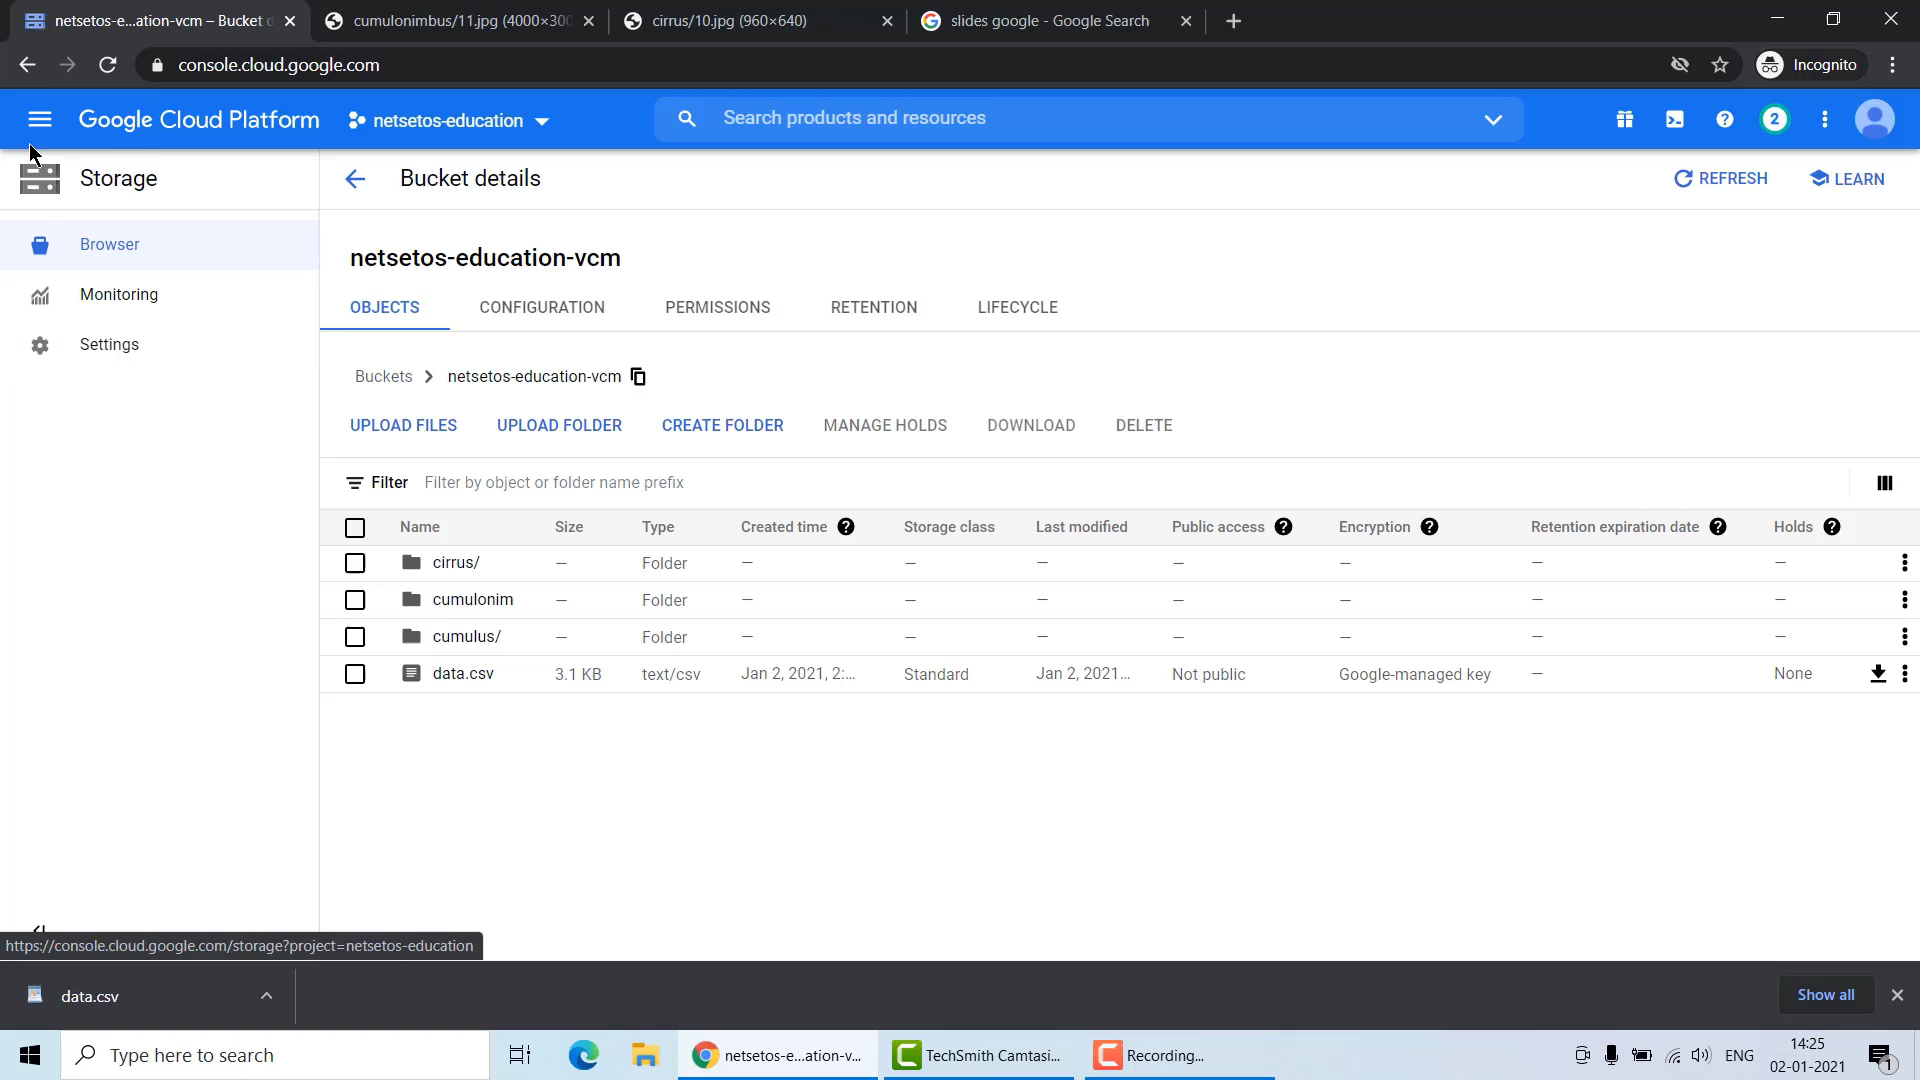 netsetos-e...ation-vcm – Bucket
cumulonimbus/11.jpg (4000×300
cirrus/10.jpg (960×640)
slides google - Google Search
console.cloud.google.com
Incognito
Google Cloud Platform
netsetos-education
Search products and resources
2
Storage
Bucket details
REFRESH
LEARN
Browser
Monitoring
Settings
netsetos-education-vcm
OBJECTS CONFIGURATION PERMISSIONS RETENTION LIFECYCLE
Buckets > netsetos-education-vcm
UPLOAD FILES UPLOAD FOLDER CREATE FOLDER MANAGE HOLDS DOWNLOAD DELETE
Filter Filter by object or folder name prefix
Name Size Type Created time Storage class Last modified Public access Encryption Retention expiration date Holds
cirrus/ — Folder — — — — — — —
cumulonim — Folder — — — — — — —
cumulus/ — Folder — — — — — — —
data.csv 3.1 KB text/csv Jan 2, 2021, 2:... Standard Jan 2, 2021... Not public Google-managed key — None
https://console.cloud.google.com/storage?project=netsetos-education
data.csv
Show all
Type here to search
netsetos-e...ation-v...
TechSmith Camtasi...
Recording...
ENG
14:25
02-01-2021
1